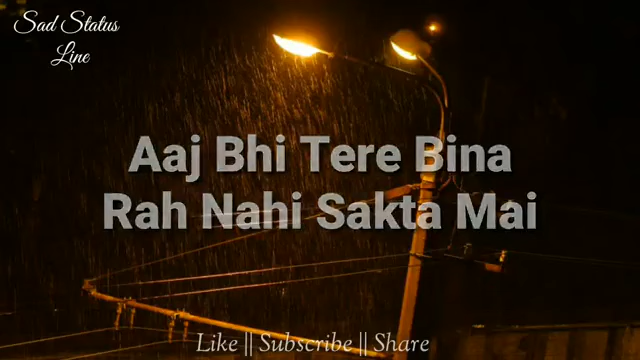 Sad Status
Line
Aaj Bhi Tere Bina
Rah Nahi Sakta Mai
Like || Subscribe || Share